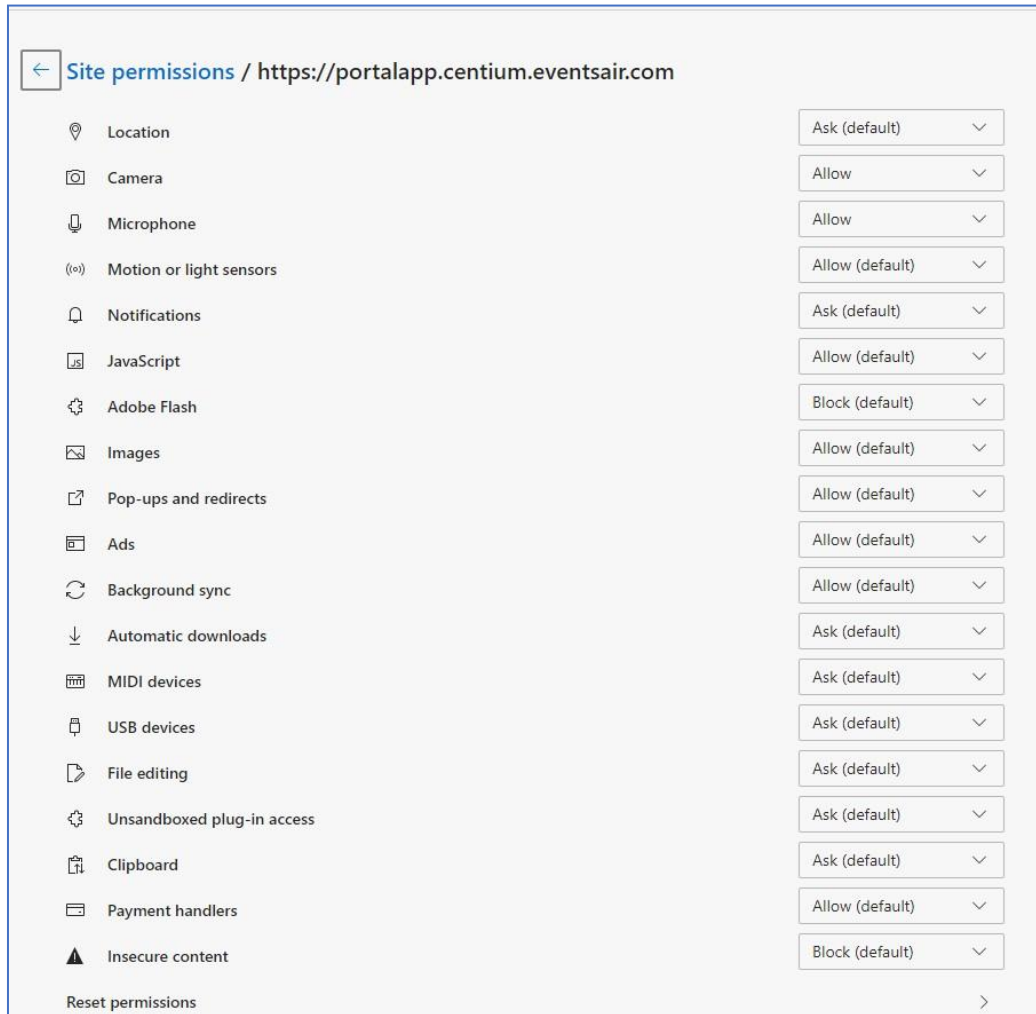 Site permissions / https://portalapp.centium.eventsair.com
Location Ask (default)
Camera Allow
Microphone Allow
Motion or light sensors Allow (default)
Notifications Ask (default)
JS JavaScript Allow (default)
Adobe Flash Block (default)
Images Allow (default)
Pop-ups and redirects Allow (default)
Ads Allow (default)
Background sync Allow (default)
Automatic downloads Ask (default)
MIDI devices Ask (default)
USB devices Ask (default)
File editing Ask (default)
Unsandboxed plug-in access Ask (default)
Clipboard Ask (default)
Payment handlers Allow (default)
Insecure content Block (default)
Reset permissions